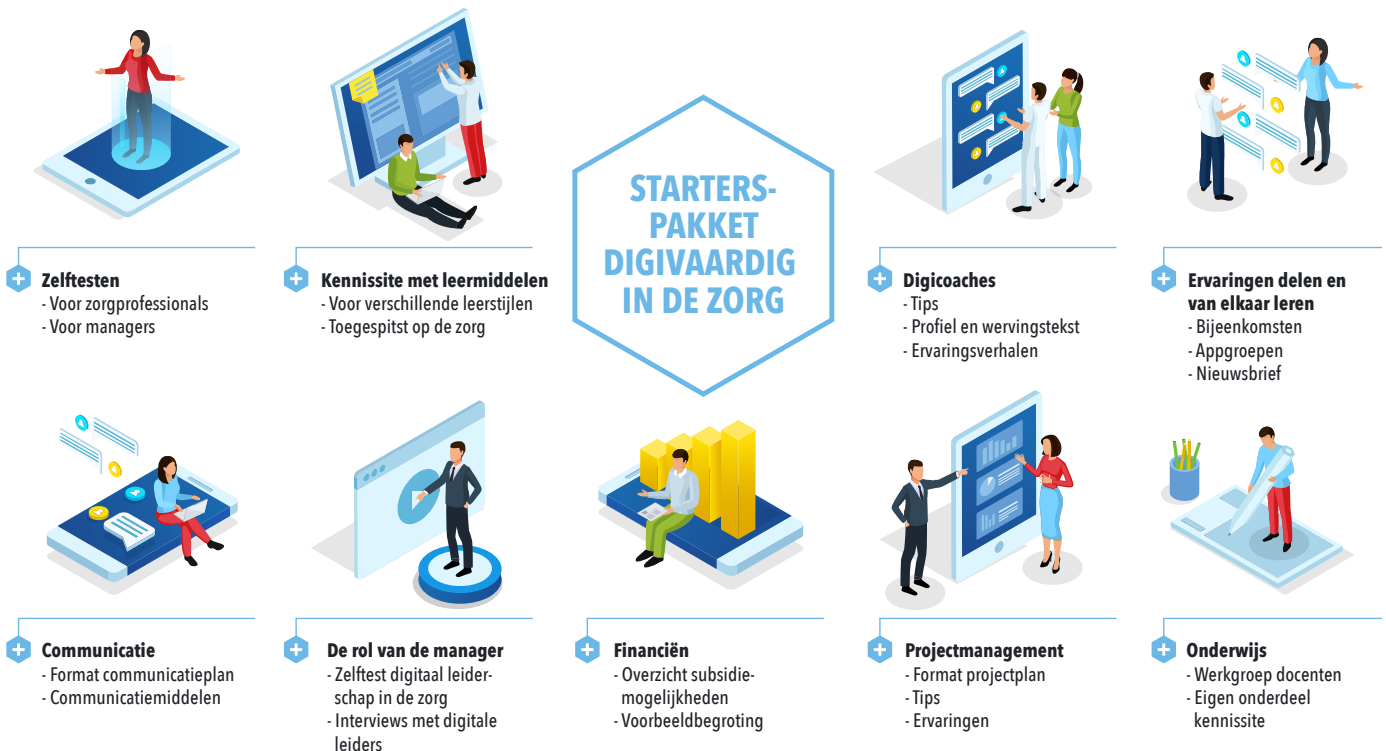 STARTERS-
PAKKET
DIGIVAARDIG
IN DE ZORG
Zelftesten
- Voor zorgprofessionals
- Voor managers
Kennissite met leermiddelen
- Voor verschillende leerstijlen
- Toegespitst op de zorg
Digicoaches
- Tips
- Profiel en wervingstekst
- Ervaringsverhalen
Ervaringen delen en
van elkaar leren
- Bijeenkomsten
- Appgroepen
- Nieuwsbrief
Communicatie
- Format communicatieplan
- Communicatiemiddelen
De rol van de manager
- Zelftest digitaal leider-
schap in de zorg
- Interviews met digitale
leiders
Financiën
- Overzicht subsidie-
mogelijkheden
- Voorbeeldbegroting
Projectmanagement
- Format projectplan
- Tips
- Ervaringen
Onderwijs
- Werkgroep docenten
- Eigen onderdeel
kennissite